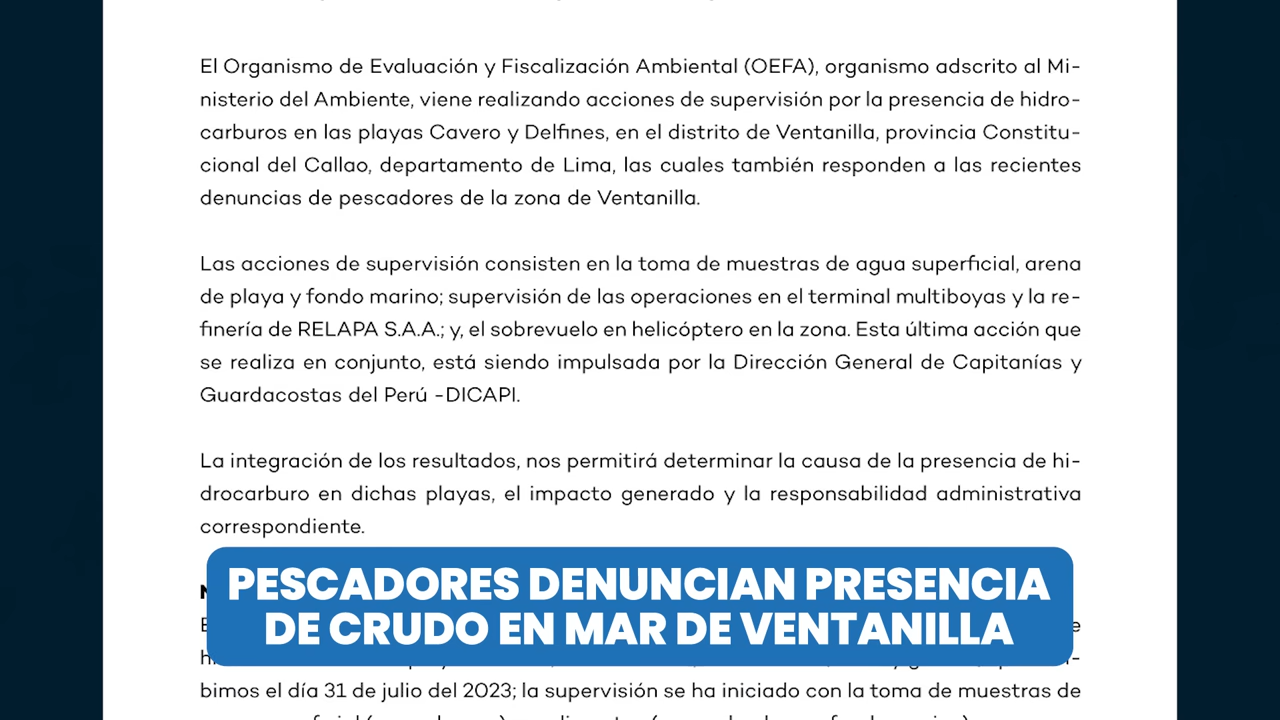 El Organismo de Evaluación y Fiscalización Ambiental (OEFA), organismo adscrito al Mi-
nisterio del Ambiente, viene realizando acciones de supervisión por la presencia de hidro-
carburos en las playas Cavero y Delfines, en el distrito de Ventanilla, provincia Constitu-
cional del Callao, departamento de Lima, las cuales también responden a las recientes
denuncias de pescadores de la zona de Ventanilla.
Las acciones de supervisión consisten en la toma de muestras de agua superficial, arena
de playa y fondo marino; supervisión de las operaciones en el terminal multiboyas y la re-
finería de RELAPA S.A.A.; y, el sobrevuelo en helicóptero en la zona. Esta última acción que
se realiza en conjunto, está siendo impulsada por la Dirección General de Capitanías y
Guardacostas del Perú -DICAPI.
La integración de los resultados, nos permitirá determinar la causa de la presencia de hi-
drocarburo en dichas playas, el impacto generado y la responsabilidad administrativa
correspondiente.
PESCADORES DENUNCIAN PRESENCIA
DE CRUDO EN MAR DE VENTANILLA
bimos el día 31 de julio del 2023; la supervisión se ha iniciado con la toma de muestras de